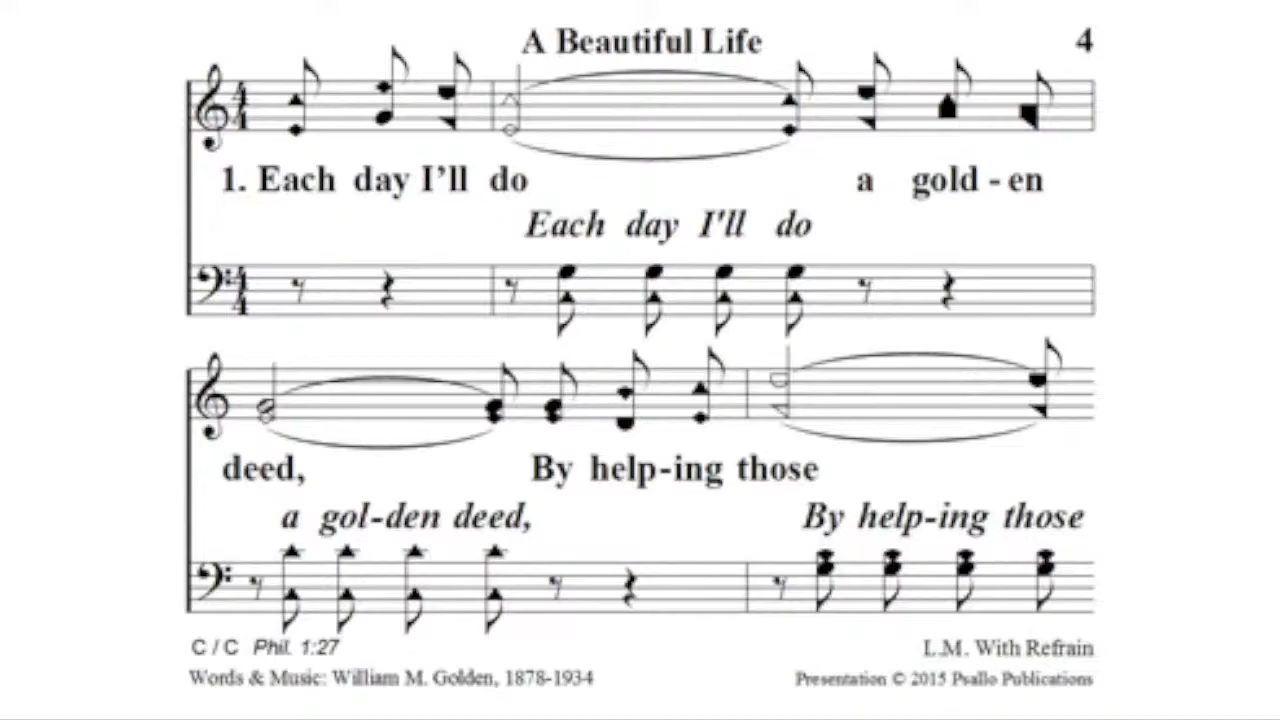 A Beautiful Life 4
1. Each day I’ll do a gold - en
Each day I'll do
deed, By help-ing those
a gol-den deed, By help-ing those
C / C Phil. 1:27 L.M. With Refrain
Words & Music: William M. Golden, 1878-1934 Presentation © 2015 Psallo Publications